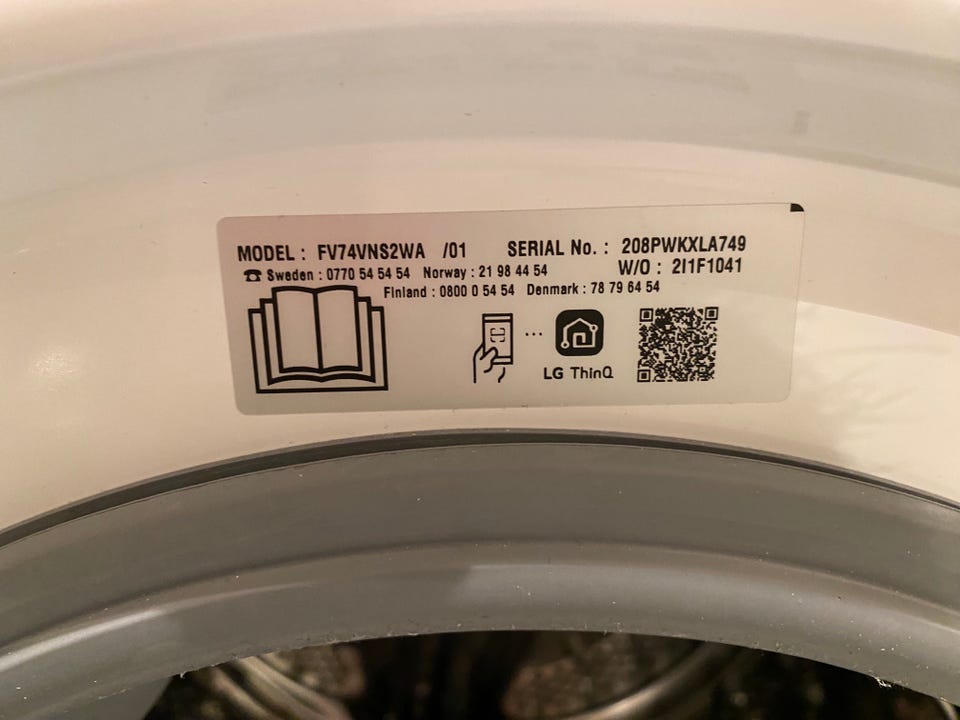 MODEL : FV74VNS2WA /01 SERIAL No. : 208PWKXLA749
☎ Sweden : 0770 54 54 54 Norway : 21 98 44 54 W/O : 2I1F1041
Finland : 0800 0 54 54 Denmark : 78 79 64 54
LG ThinQ